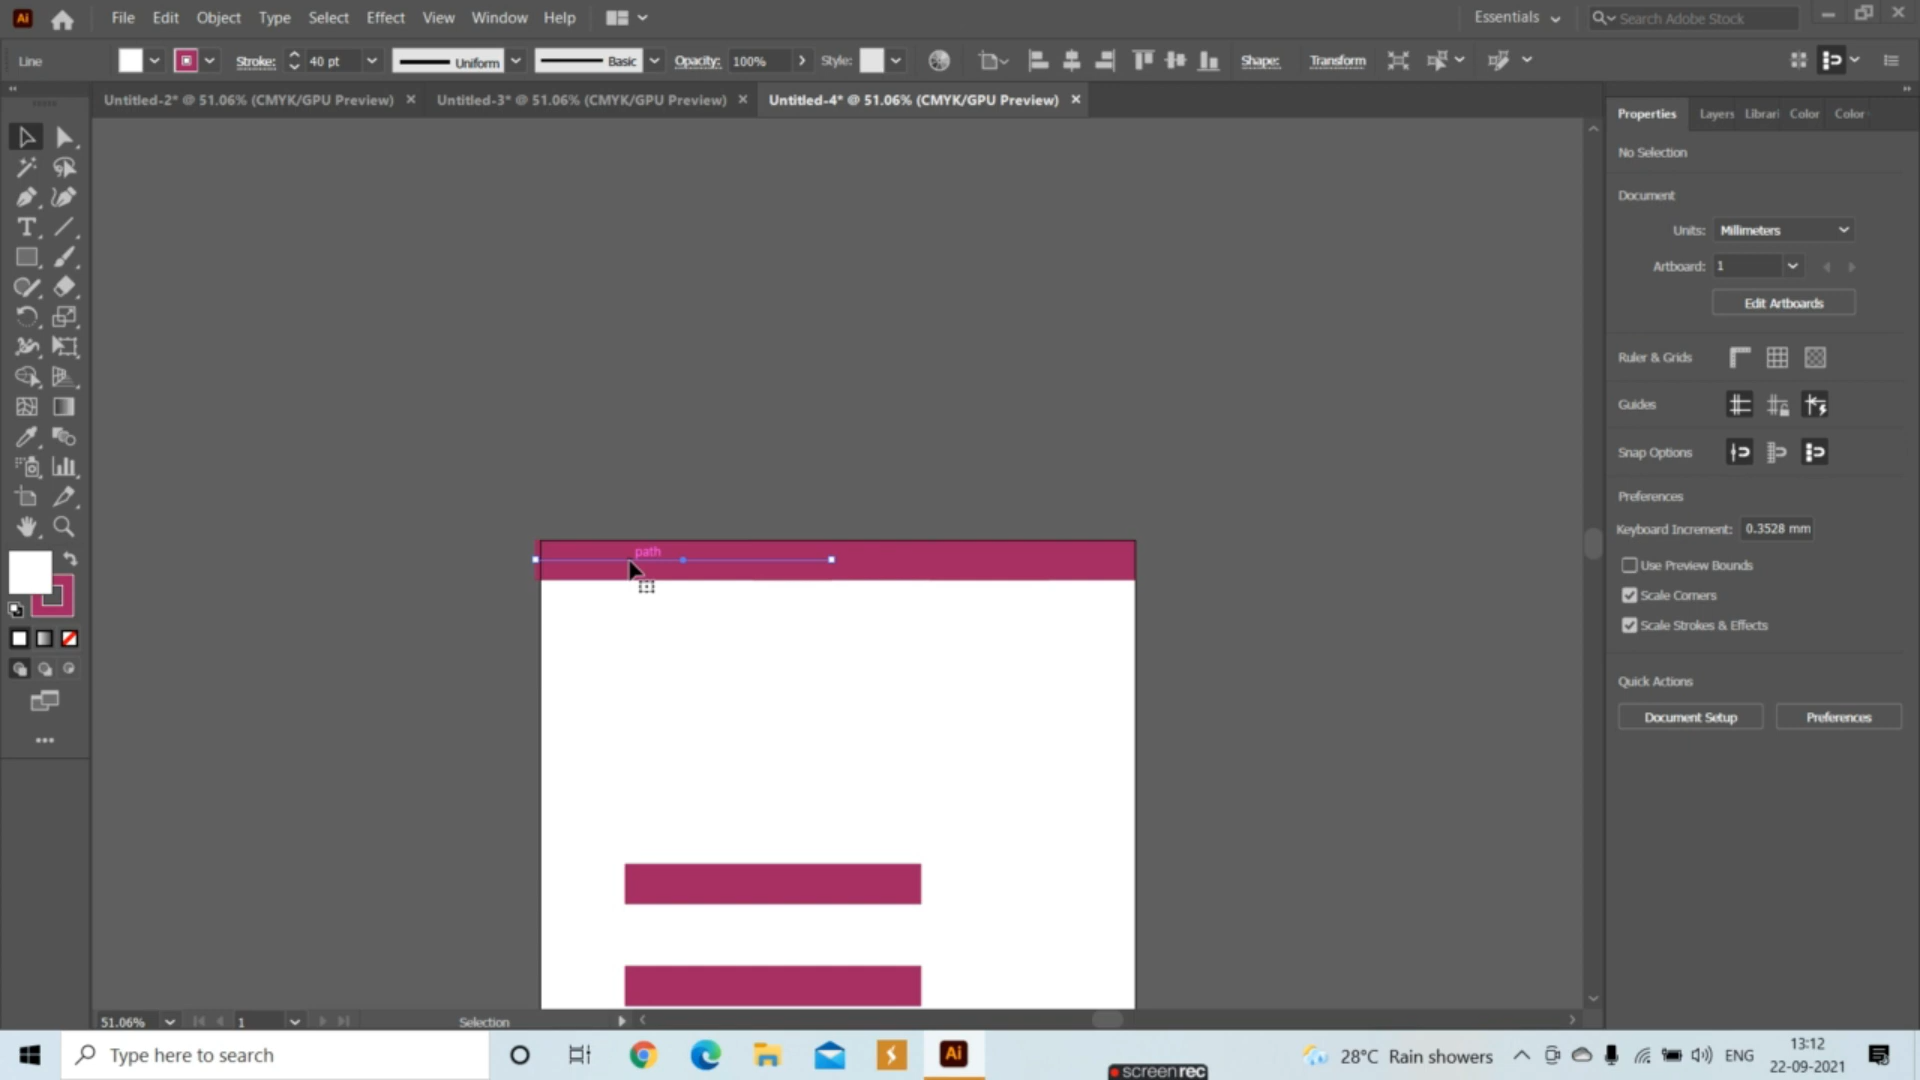 Ai File Edit Object Type Select Effect View Window Help Essentials Search Adobe Stock
Line Stroke: 40 pt Uniform Basic Opacity: 100% Style: Shape: Transform
Untitled-2* @ 51.06% (CMYK/GPU Preview) Untitled-3* @ 51.06% (CMYK/GPU Preview) Untitled-4* @ 51.06% (CMYK/GPU Preview)
Properties Layers Librari Color Color
No Selection
Document
Units: Millimeters
Artboard: 1
Edit Artboards
Ruler & Grids
Guides
Snap Options
Preferences
Keyboard Increment: 0.3528 mm
path
Use Preview Bounds
Scale Corners
Scale Strokes & Effects
Quick Actions
Document Setup Preferences
51.06% 1 Selection
Type here to search Ai 28°C Rain showers ENG 13:12
22-09-2021
screenrec